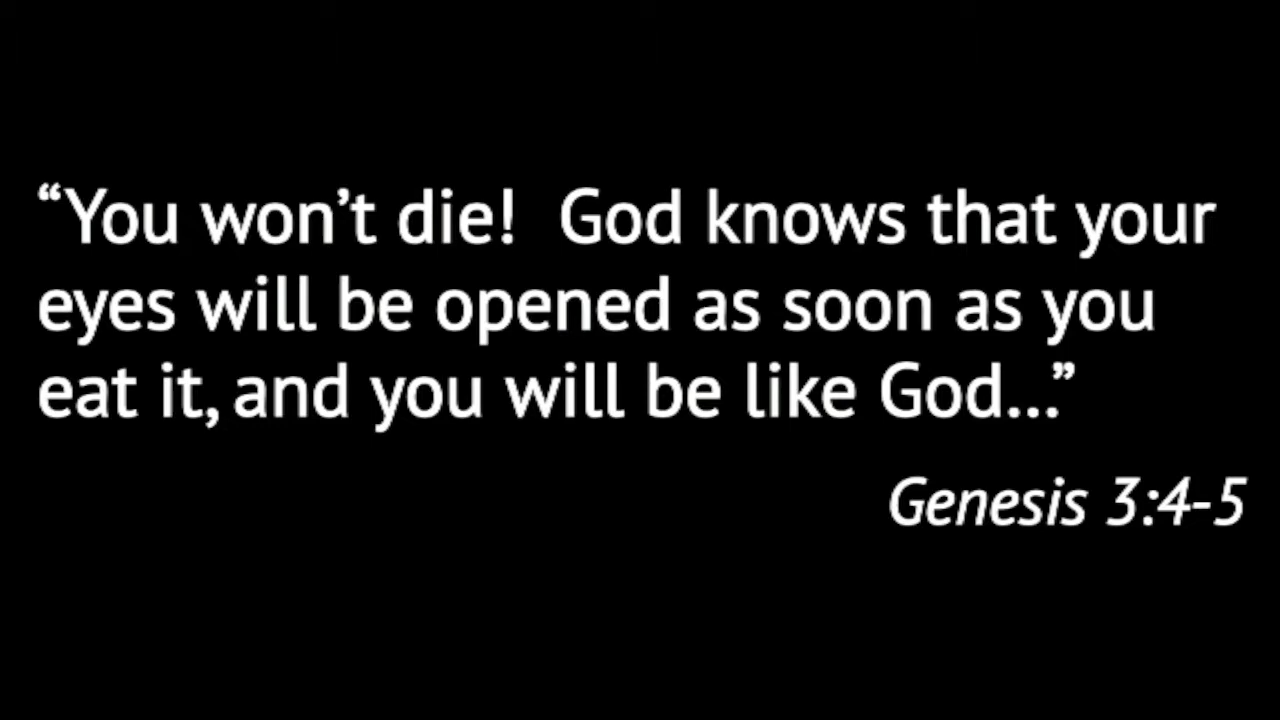 “You won’t die!  God knows that your
eyes will be opened as soon as you
eat it, and you will be like God...”
Genesis 3:4-5